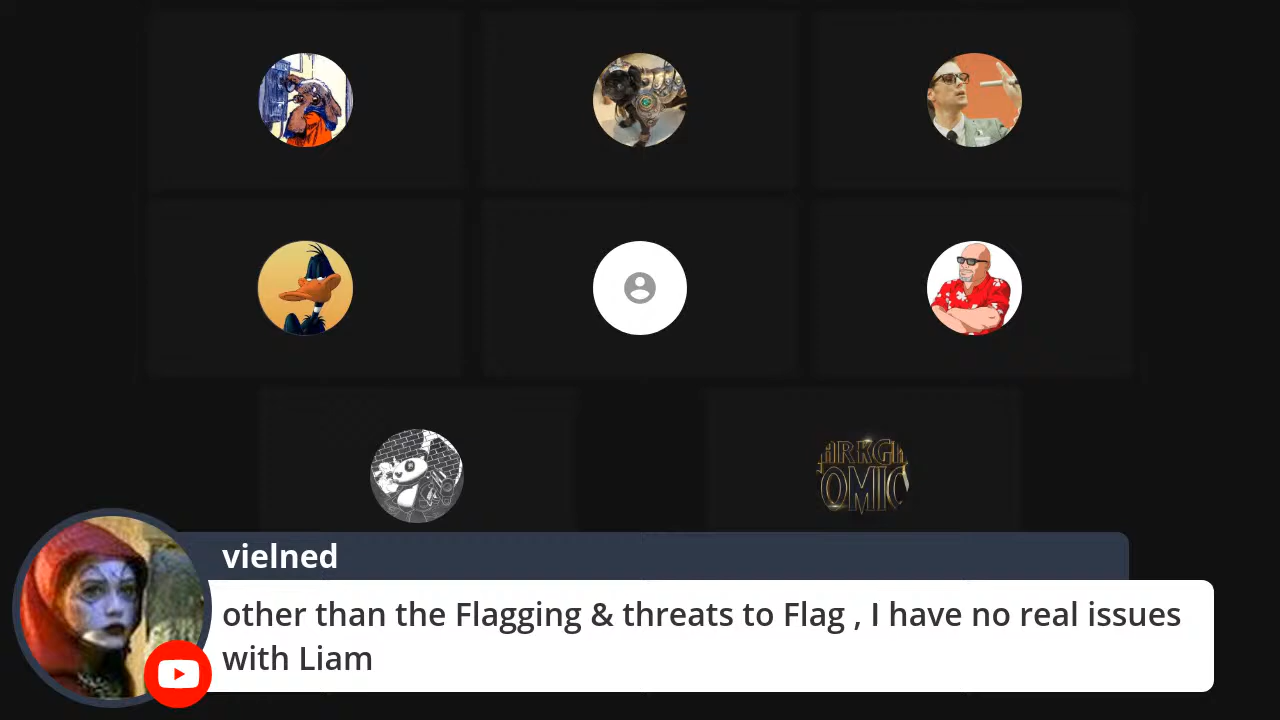 vielned
other than the Flagging & threats to Flag , I have no real issues
with Liam